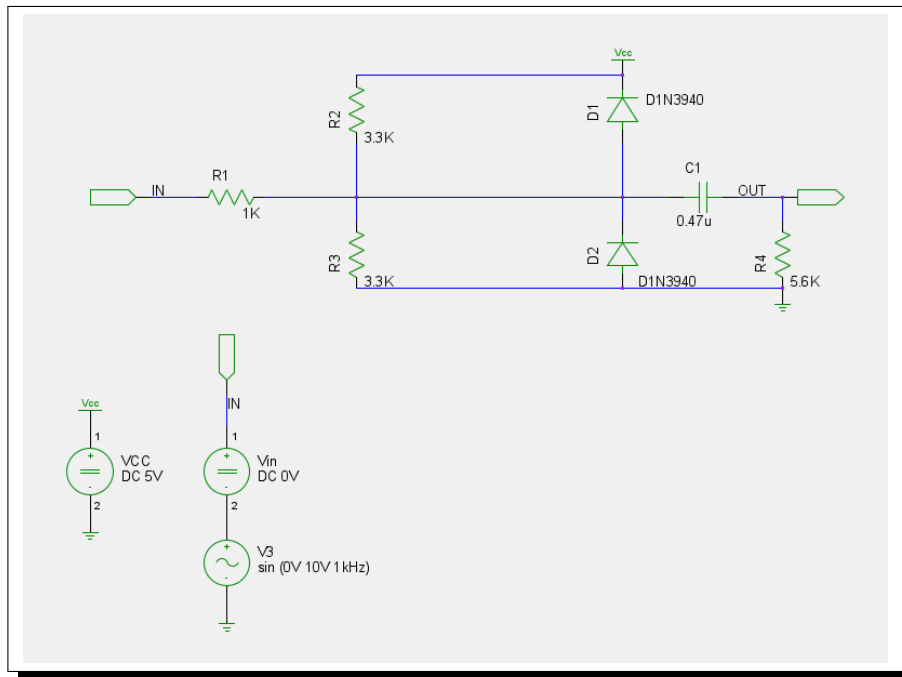 Vcc
D1
D1N3940
R2
3.3K
IN
R1
1K
C1
0.47u
OUT
R3
3.3K
D2
D1N3940
R4
5.6K
IN
Vcc
1
VCC
DC 5V
2
1
Vin
DC 0V
2
V3
sin (0V 10V 1kHz)